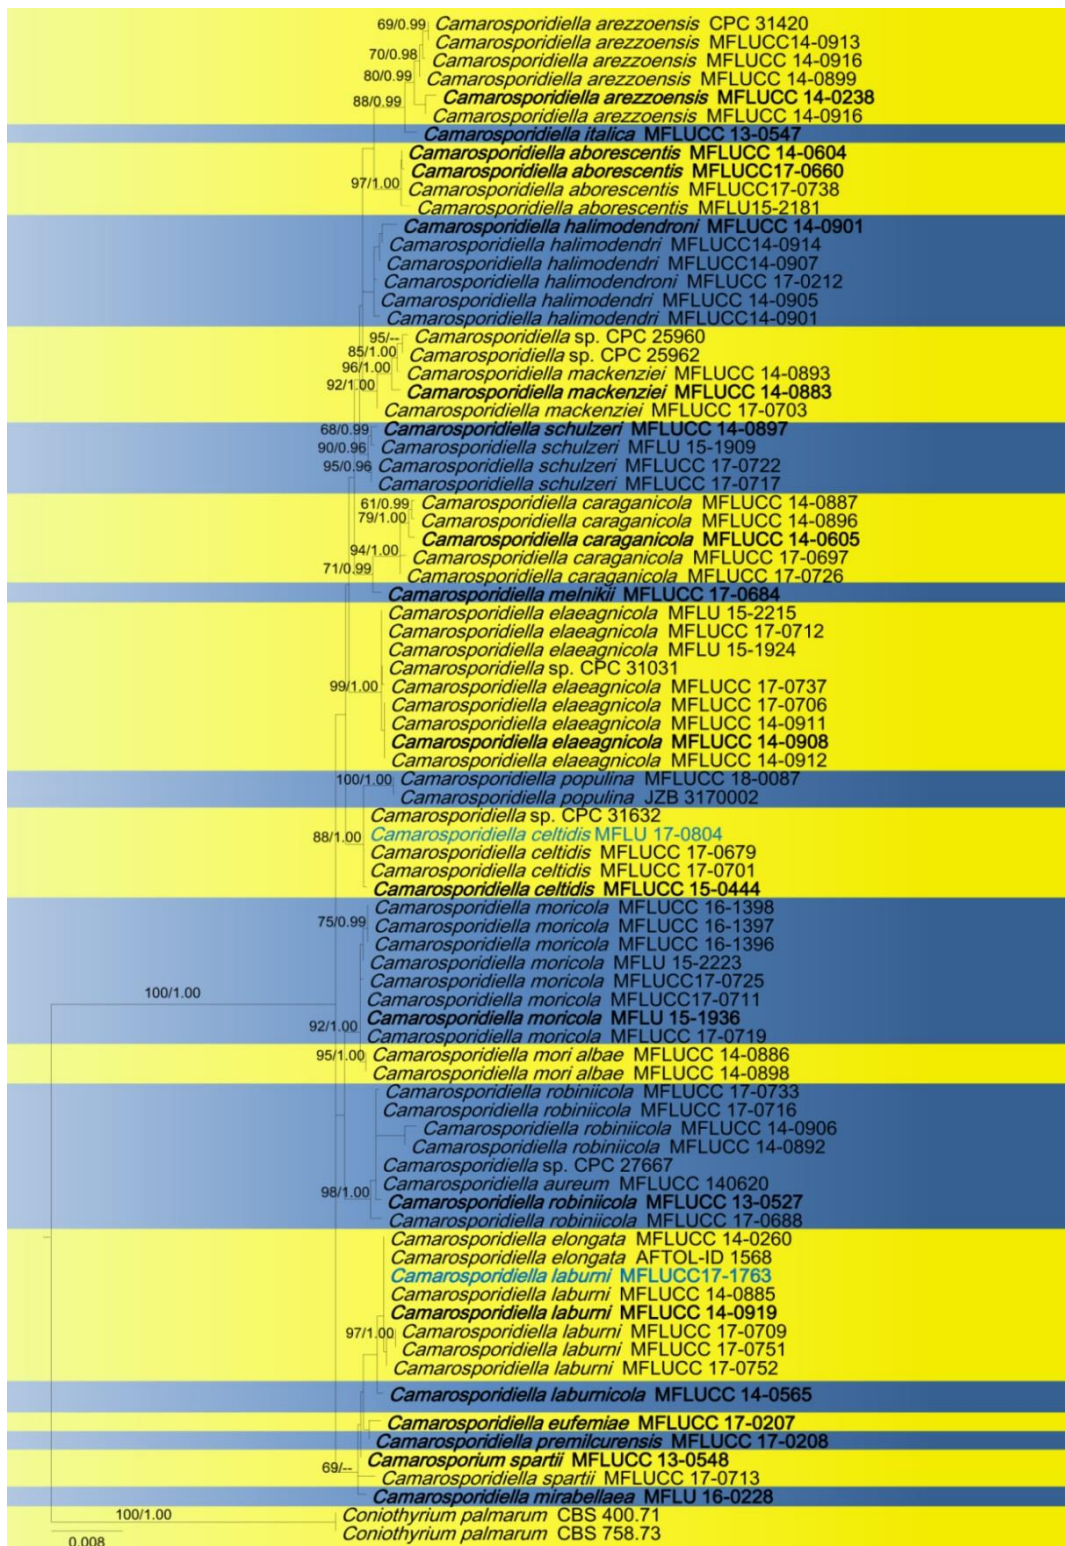 69/0.99 Camarosporidiella arezzoensis CPC 31420
Camarosporidiella arezzoensis MFLUCC14-0913
70/0.98 Camarosporidiella arezzoensis MFLUCC 14-0916
80/0.99 Camarosporidiella arezzoensis MFLUCC 14-0899
88/0.99 Camarosporidiella arezzoensis MFLUCC 14-0238
Camarosporidiella arezzoensis MFLUCC 14-0916
Camarosporidiella italica MFLUCC 13-0547
Camarosporidiella aborescentis MFLUCC 14-0604
Camarosporidiella aborescentis MFLUCC17-0660
97/1.00 Camarosporidiella aborescentis MFLUCC17-0738
Camarosporidiella aborescentis MFLU15-2181
Camarosporidiella halimodendroni MFLUCC 14-0901
Camarosporidiella halimodendri MFLUCC14-0914
Camarosporidiella halimodendri MFLUCC14-0907
Camarosporidiella halimodendroni MFLUCC 17-0212
Camarosporidiella halimodendri MFLUCC 14-0905
Camarosporidiella halimodendri MFLUCC14-0901
95/-- Camarosporidiella sp. CPC 25960
85/1.00 Camarosporidiella sp. CPC 25962
96/1.00 Camarosporidiella mackenziei MFLUCC 14-0893
92/1.00 Camarosporidiella mackenziei MFLUCC 14-0883
Camarosporidiella mackenziei MFLUCC 17-0703
68/0.99 Camarosporidiella schulzeri MFLUCC 14-0897
90/0.96 Camarosporidiella schulzeri MFLU 15-1909
95/0.96 Camarosporidiella schulzeri MFLUCC 17-0722
Camarosporidiella schulzeri MFLUCC 17-0717
61/0.99 Camarosporidiella caraganicola MFLUCC 14-0887
79/1.00 Camarosporidiella caraganicola MFLUCC 14-0896
Camarosporidiella caraganicola MFLUCC 14-0605
94/1.00 Camarosporidiella caraganicola MFLUCC 17-0697
71/0.99 Camarosporidiella caraganicola MFLUCC 17-0726
Camarosporidiella melnikii MFLUCC 17-0684
Camarosporidiella elaeagnicola MFLU 15-2215
Camarosporidiella elaeagnicola MFLUCC 17-0712
Camarosporidiella elaeagnicola MFLU 15-1924
Camarosporidiella sp. CPC 31031
99/1.00 Camarosporidiella elaeagnicola MFLUCC 17-0737
Camarosporidiella elaeagnicola MFLUCC 17-0706
Camarosporidiella elaeagnicola MFLUCC 14-0911
Camarosporidiella elaeagnicola MFLUCC 14-0908
Camarosporidiella elaeagnicola MFLUCC 14-0912
100/1.00 Camarosporidiella populina MFLUCC 18-0087
Camarosporidiella populina JZB 3170002
Camarosporidiella sp. CPC 31632
88/1.00 Camarosporidiella celtidis MFLU 17-0804
Camarosporidiella celtidis MFLUCC 17-0679
Camarosporidiella celtidis MFLUCC 17-0701
Camarosporidiella celtidis MFLUCC 15-0444
Camarosporidiella moricola MFLUCC 16-1398
75/0.99 Camarosporidiella moricola MFLUCC 16-1397
Camarosporidiella moricola MFLUCC 16-1396
Camarosporidiella moricola MFLU 15-2223
Camarosporidiella moricola MFLUCC17-0725
100/1.00 Camarosporidiella moricola MFLUCC17-0711
Camarosporidiella moricola MFLU 15-1936
92/1.00 Camarosporidiella moricola MFLUCC 17-0719
95/1.00 Camarosporidiella mori albae MFLUCC 14-0886
Camarosporidiella mori albae MFLUCC 14-0898
Camarosporidiella robiniicola MFLUCC 17-0733
Camarosporidiella robiniicola MFLUCC 17-0716
Camarosporidiella robiniicola MFLUCC 14-0906
Camarosporidiella robiniicola MFLUCC 14-0892
Camarosporidiella sp. CPC 27667
Camarosporidiella aureum MFLUCC 140620
98/1.00 Camarosporidiella robiniicola MFLUCC 13-0527
Camarosporidiella robiniicola MFLUCC 17-0688
Camarosporidiella elongata MFLUCC 14-0260
Camarosporidiella elongata AFTOL-ID 1568
Camarosporidiella laburni MFLUCC17-1763
Camarosporidiella laburni MFLUCC 14-0885
Camarosporidiella laburni MFLUCC 14-0919
97/1.00 Camarosporidiella laburni MFLUCC 17-0709
Camarosporidiella laburni MFLUCC 17-0751
Camarosporidiella laburni MFLUCC 17-0752
Camarosporidiella laburnicola MFLUCC 14-0565
Camarosporidiella eufemiae MFLUCC 17-0207
Camarosporidiella premilcurensis MFLUCC 17-0208
Camarosporium spartii MFLUCC 13-0548
69/-- Camarosporidiella spartii MFLUCC 17-0713
Camarosporidiella mirabellaea MFLU 16-0228
100/1.00 Coniothyrium palmarum CBS 400.71
Coniothyrium palmarum CBS 758.73
0.008